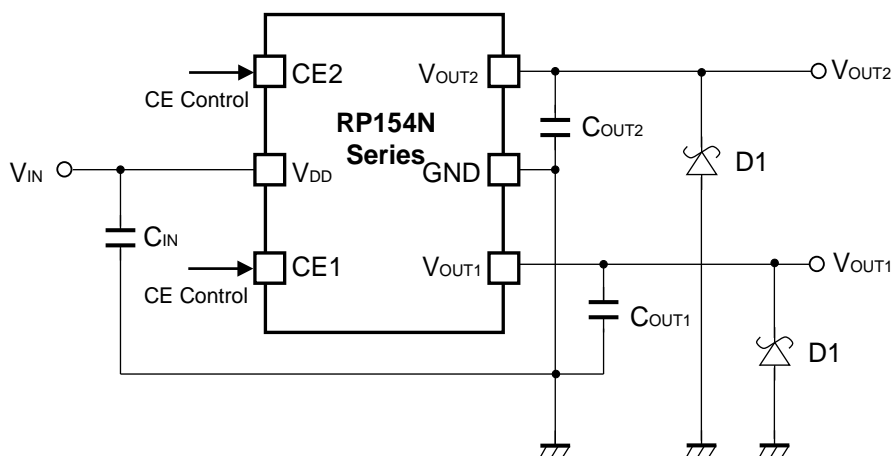 CE2
VOUT2
VOUT2
CE Control
RP154N
Series
COUT2
D1
VIN
VDD
GND
CIN
CE1
VOUT1
VOUT1
CE Control
COUT1
D1